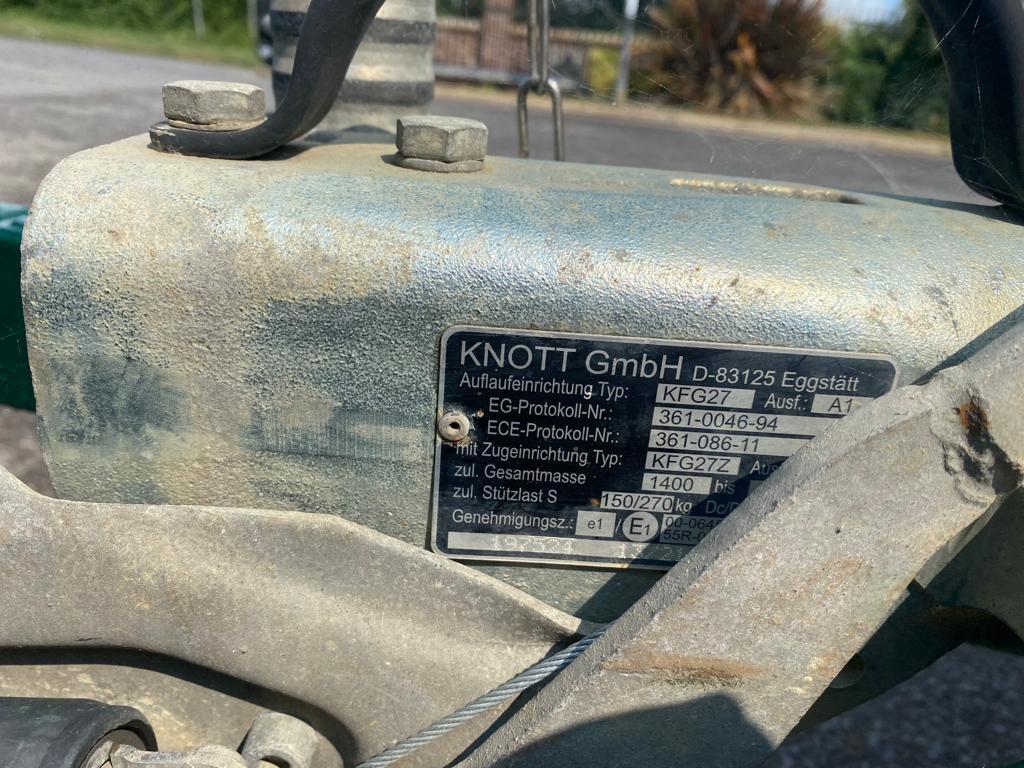 KNOTT GmbH D-83125 Eggstätt
Auflaufeinrichtung Typ: KFG27 Ausf.: A1
EG-Protokoll-Nr.: 361-0046-94
ECE-Protokoll-Nr.: 361-086-11
mit Zugeinrichtung Typ: KFG27Z
zul. Gesamtmasse 1400 bis
zul. Stützlast S 150/270 kg
Genehmigungsz.: e1 / E1